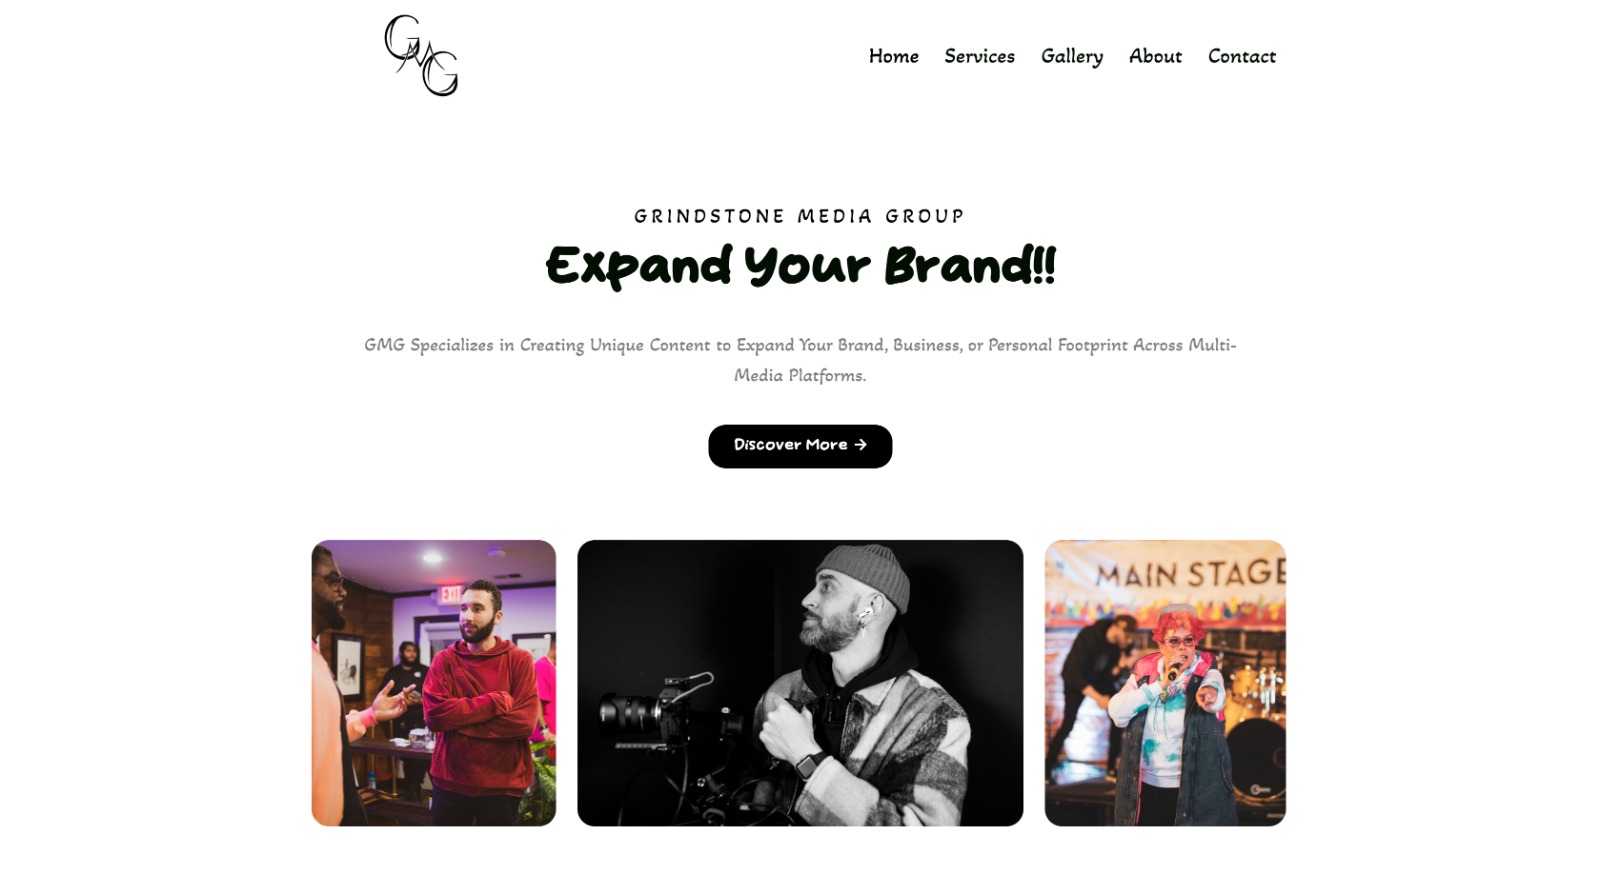 GMG
Home Services Gallery About Contact
GRINDSTONE MEDIA GROUP
Expand Your Brand!!
GMG Specializes in Creating Unique Content to Expand Your Brand, Business, or Personal Footprint Across Multi-
Media Platforms.
Discover More →
EXIT
MAIN STAGE